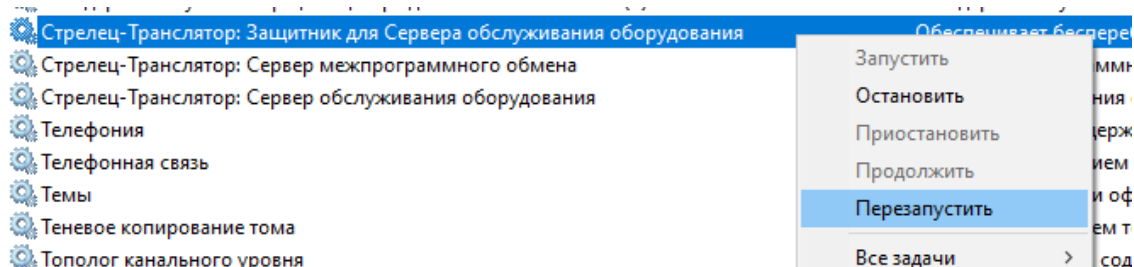 Стрелец-Транслятор: Защитник для Сервера обслуживания оборудования
Обеспечивает
Стрелец-Транслятор: Сервер межпрограммного обмена
Стрелец-Транслятор: Сервер обслуживания оборудования
Телефония
Телефонная связь
Темы
Теневое копирование тома
Тополог канального уровня
Запустить
Остановить
Приостановить
Продолжить
Перезапустить
Все задачи